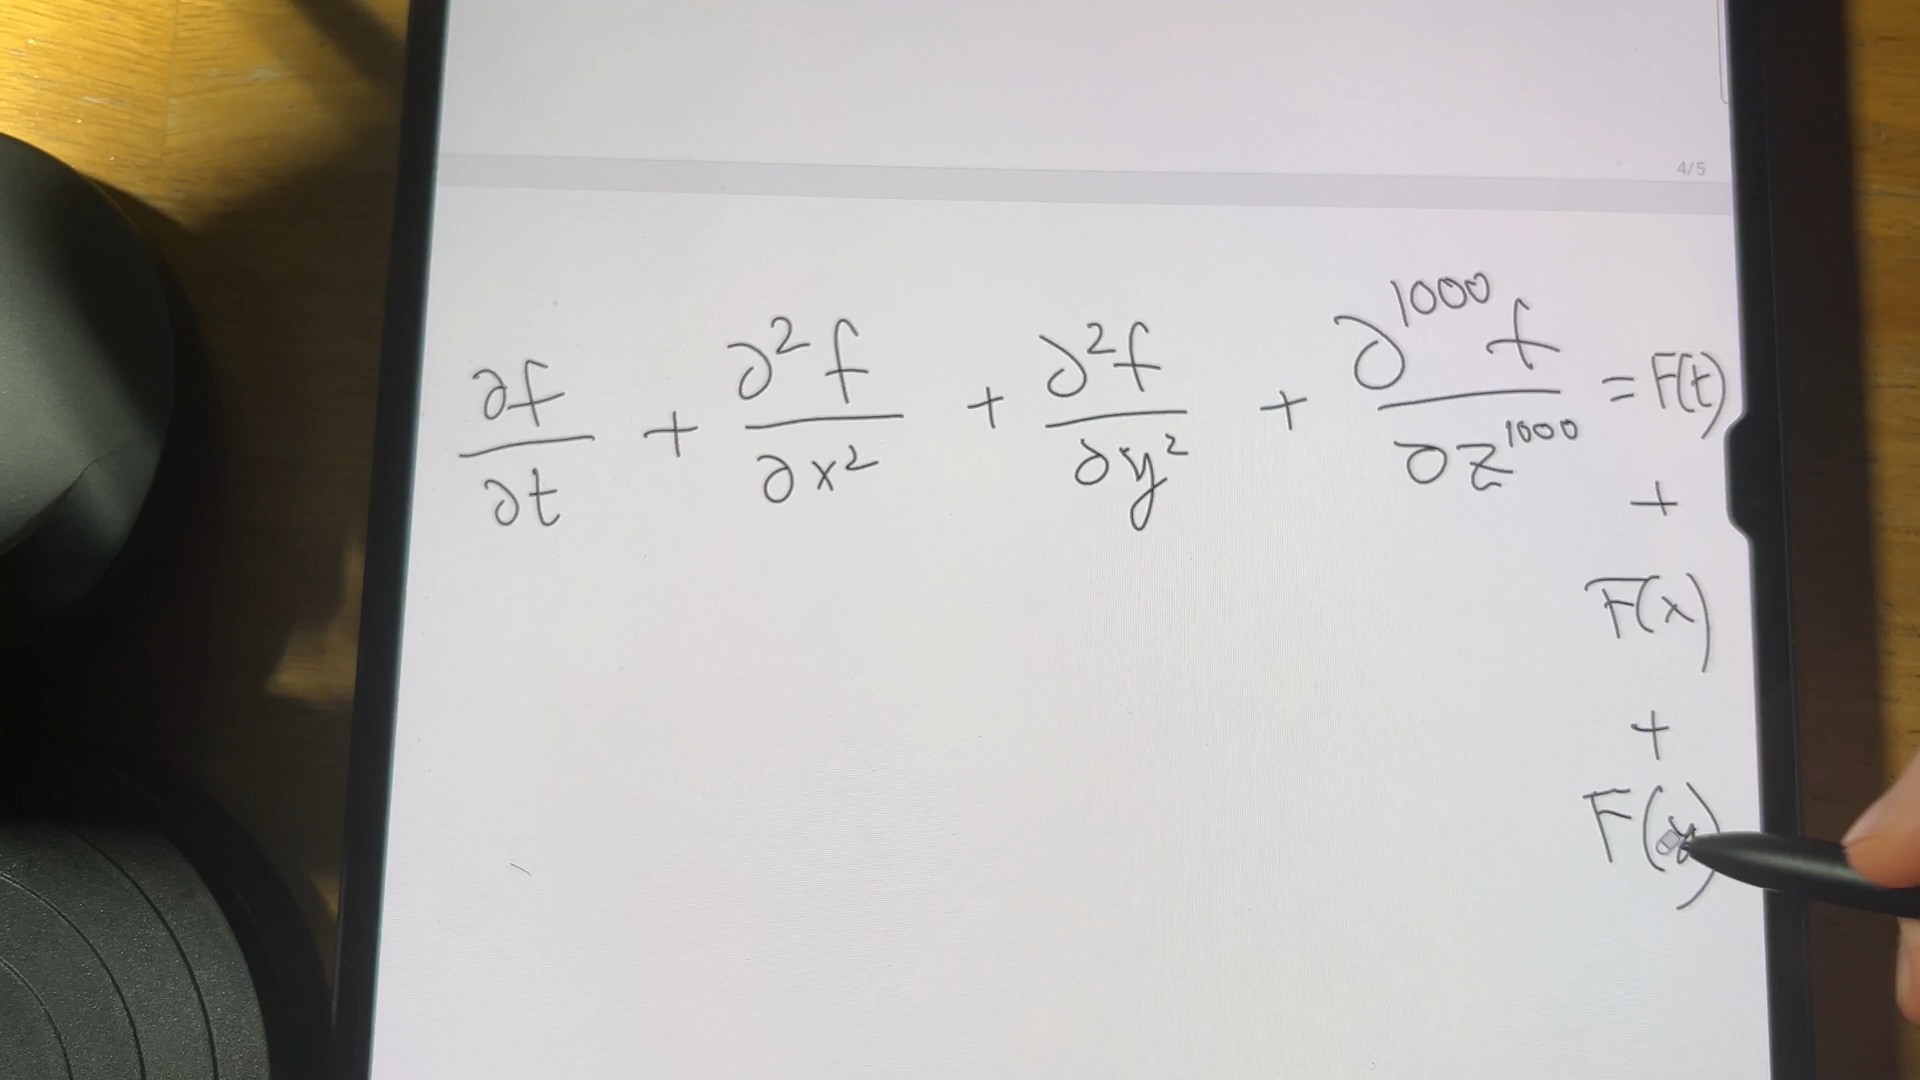 4/5
∂f/∂t + ∂²f/∂x² + ∂²f/∂y² + ∂¹⁰⁰⁰f/∂z¹⁰⁰⁰ = F(t)
+
F(x)
+
F(y)